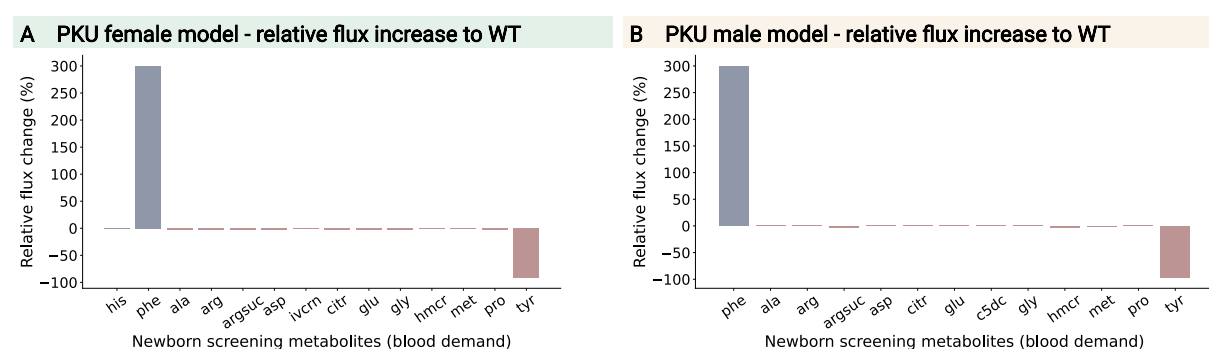 A PKU female model - relative flux increase to WT
Relative flux change (%)
300
250
200
150
100
50
0
−50
−100
his phe ala arg argsuc asp ivcrn citr glu gly hmcr met pro tyr
Newborn screening metabolites (blood demand)
B PKU male model - relative flux increase to WT
Relative flux change (%)
300
250
200
150
100
50
0
−50
−100
phe ala arg argsuc asp citr glu c5dc gly hmcr met pro tyr
Newborn screening metabolites (blood demand)